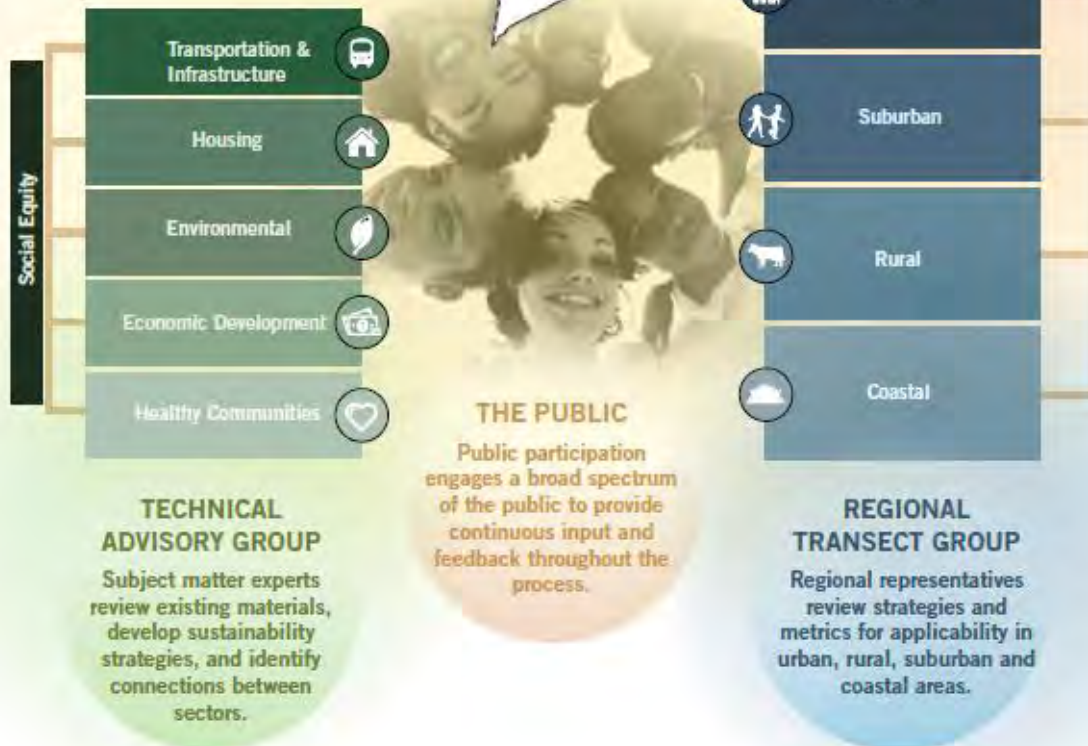 Social Equity
Transportation &
Infrastructure
Housing
Environmental
Economic Development
Healthy Communities
TECHNICAL
ADVISORY GROUP
Subject matter experts
review existing materials,
develop sustainability
strategies, and identify
connections between
sectors.
THE PUBLIC
Public participation
engages a broad spectrum
of the public to provide
continuous input and
feedback throughout the
process.
Suburban
Rural
Coastal
REGIONAL
TRANSECT GROUP
Regional representatives
review strategies and
metrics for applicability in
urban, rural, suburban and
coastal areas.